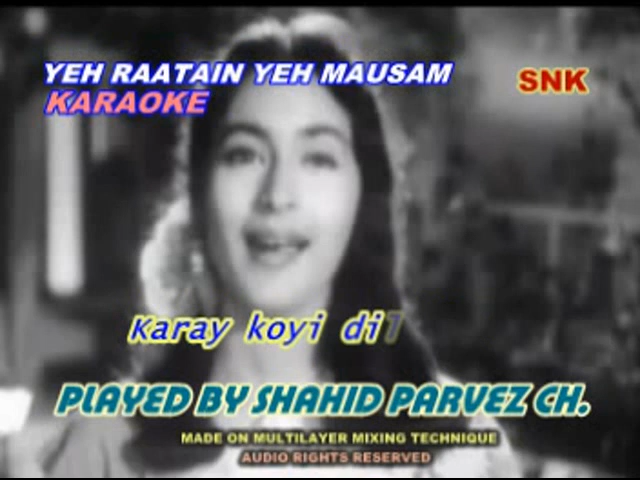 YEH RAATAIN YEH MAUSAM
SNK
KARAOKE
Karay koyi dil
PLAYED BY SHAHID PARVEZ CH.
MADE ON MULTILAYER MIXING TECHNIQUE
AUDIO RIGHTS RESERVED